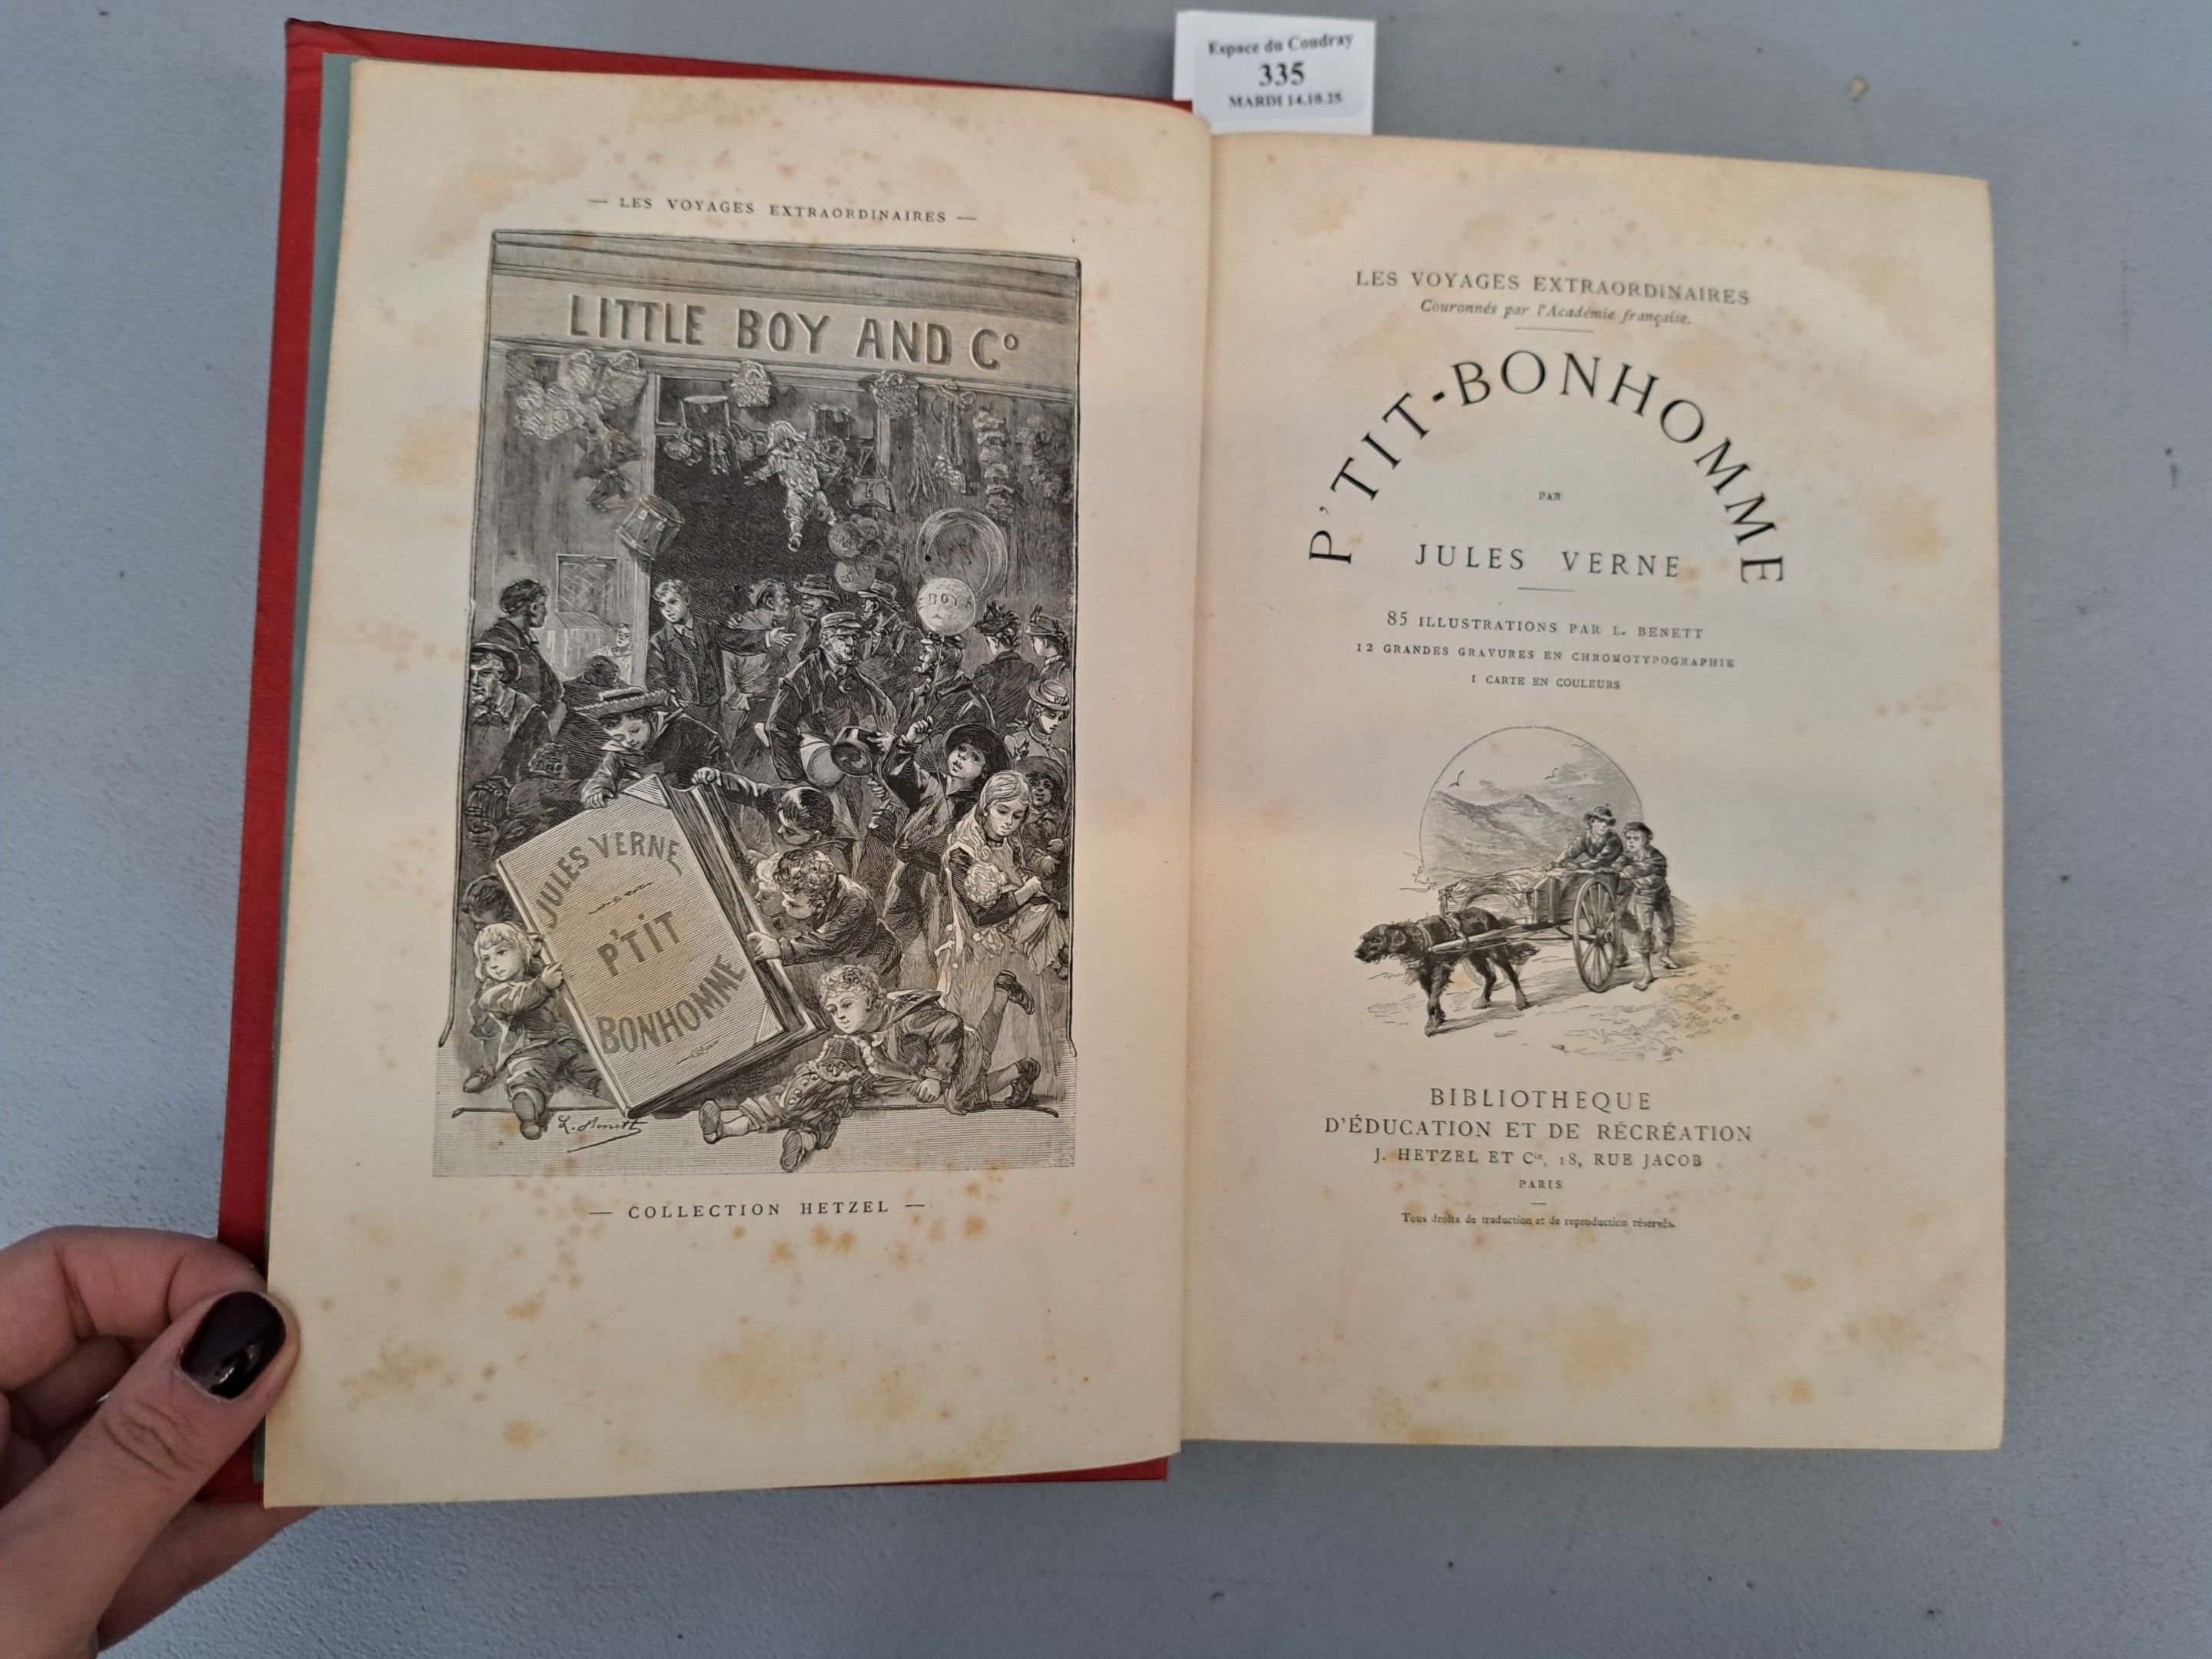 Espace du Coudray
335
MARDI 14.10.25
— LES VOYAGES EXTRAORDINAIRES —
LITTLE BOY AND Cº
BOY
JULES VERNE
P'TIT
BONHOMME
L. Benett
— COLLECTION HETZEL —
LES VOYAGES EXTRAORDINAIRES
Couronnés par l'Académie française.
P'TIT-BONHOMME
PAR
JULES VERNE
85 ILLUSTRATIONS PAR L. BENETT
12 GRANDES GRAVURES EN CHROMOTYPOGRAPHIE
1 CARTE EN COULEURS
BIBLIOTHÈQUE
D'ÉDUCATION ET DE RÉCRÉATION
J. HETZEL ET Cie, 18, RUE JACOB
PARIS
Tous droits de traduction et de reproduction réservés.